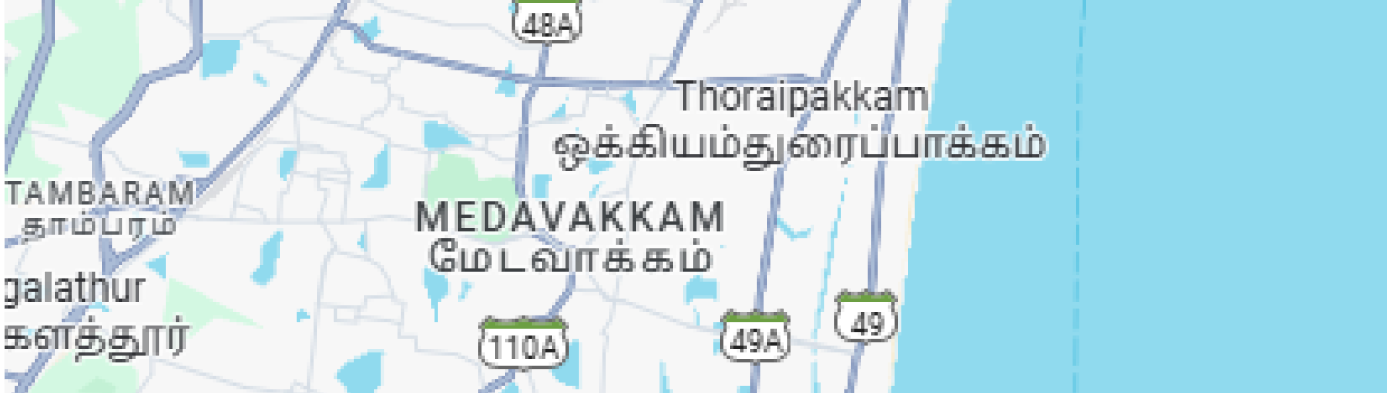 48A
Thoraipakkam
ஒக்கியம்துரைப்பாக்கம்
TAMBARAM
தாம்பரம்
MEDAVAKKAM
மேடவாக்கம்
galathur
களத்தூர்
110A
49A
49